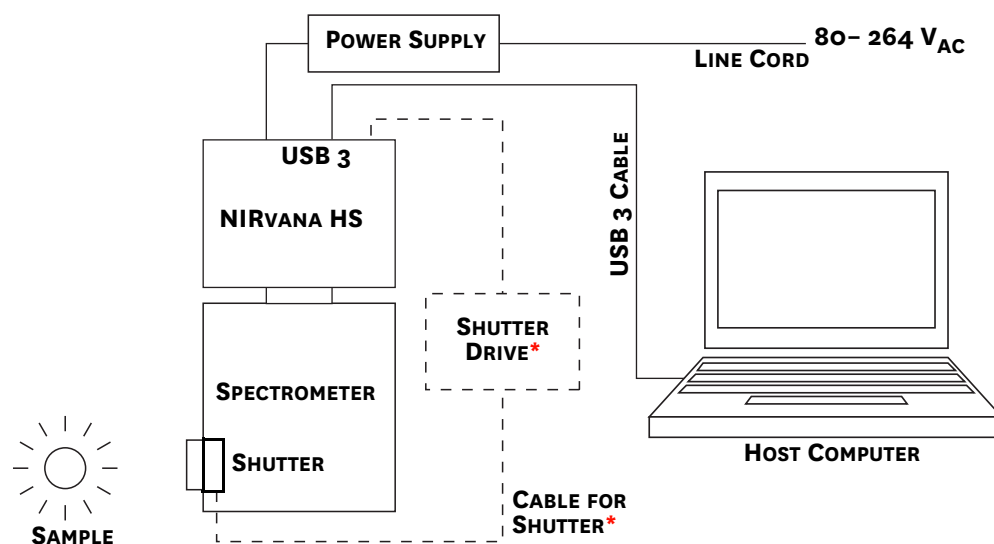 POWER SUPPLY
80– 264 VAC
LINE CORD
USB 3
USB 3 CABLE
NIRVANA HS
SHUTTER
DRIVE*
SPECTROMETER
SHUTTER
HOST COMPUTER
CABLE FOR
SHUTTER*
SAMPLE